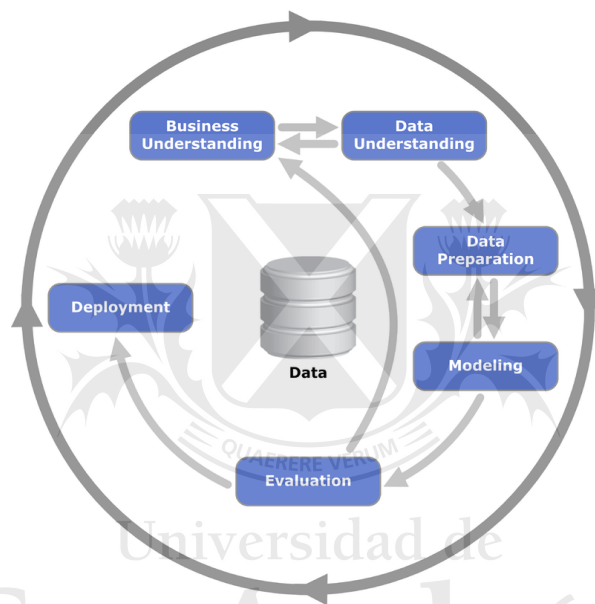 Business
Understanding
Data
Understanding
Data
Preparation
Deployment
Data
Modeling
QUAERERE VERUM
Evaluation
Universidad de